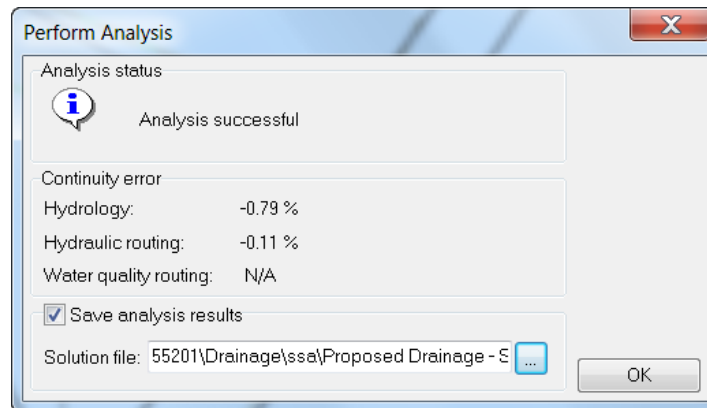 Perform Analysis
Analysis status
Analysis successful
Continuity error
Hydrology: -0.79 %
Hydraulic routing: -0.11 %
Water quality routing: N/A
Save analysis results
Solution file: 55201\Drainage\ssa\Proposed Drainage - S ...
OK